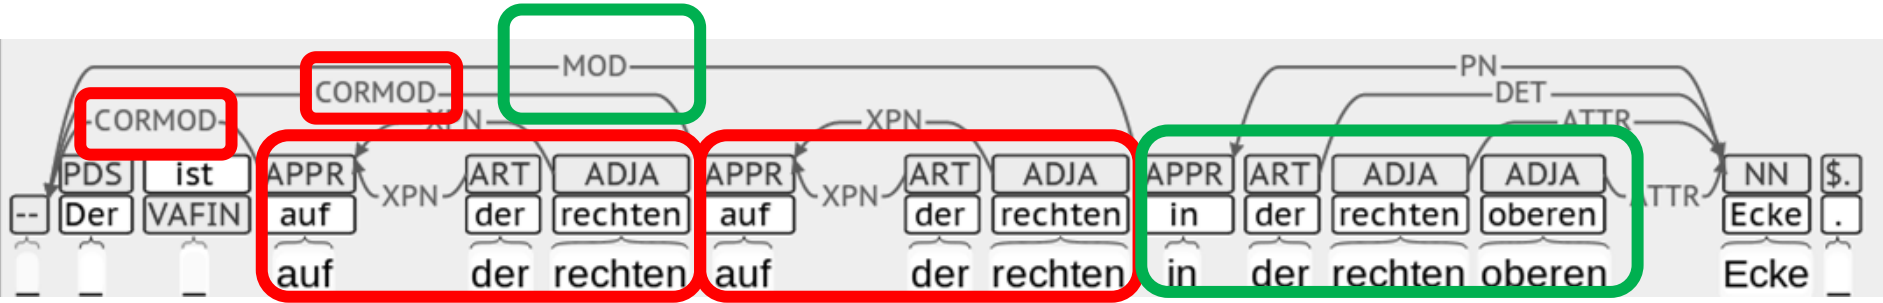 MOD PN
CORMOD DET
CORMOD XPN XPN ATTR
PDS ist APPR ART ADJA APPR ART ADJA APPR ART ADJA ADJA NN $.
XPN XPN ATTR
-- Der VAFIN auf der rechten auf der rechten in der rechten oberen Ecke .
_ _ _ auf der rechten auf der rechten in der rechten oberen Ecke _